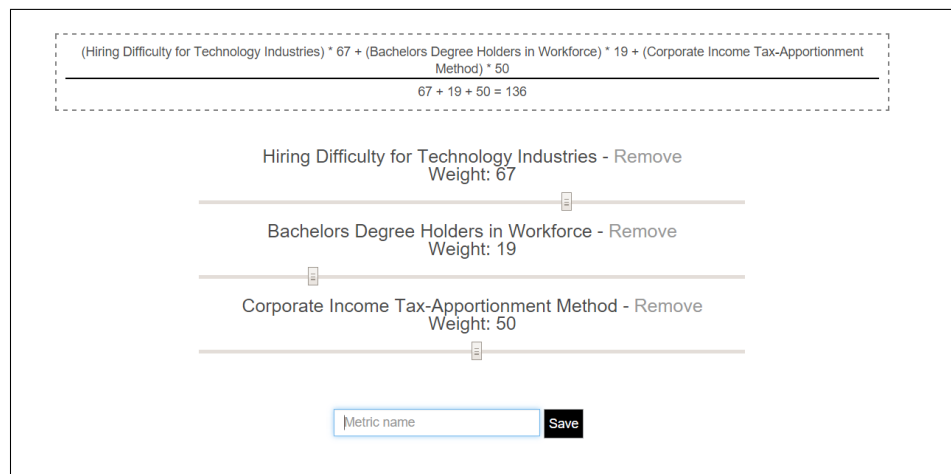 (Hiring Difficulty for Technology Industries) * 67 + (Bachelors Degree Holders in Workforce) * 19 + (Corporate Income Tax-Apportionment
Method) * 50
67 + 19 + 50 = 136
Hiring Difficulty for Technology Industries - Remove
Weight: 67
Bachelors Degree Holders in Workforce - Remove
Weight: 19
Corporate Income Tax-Apportionment Method - Remove
Weight: 50
Metric name Save